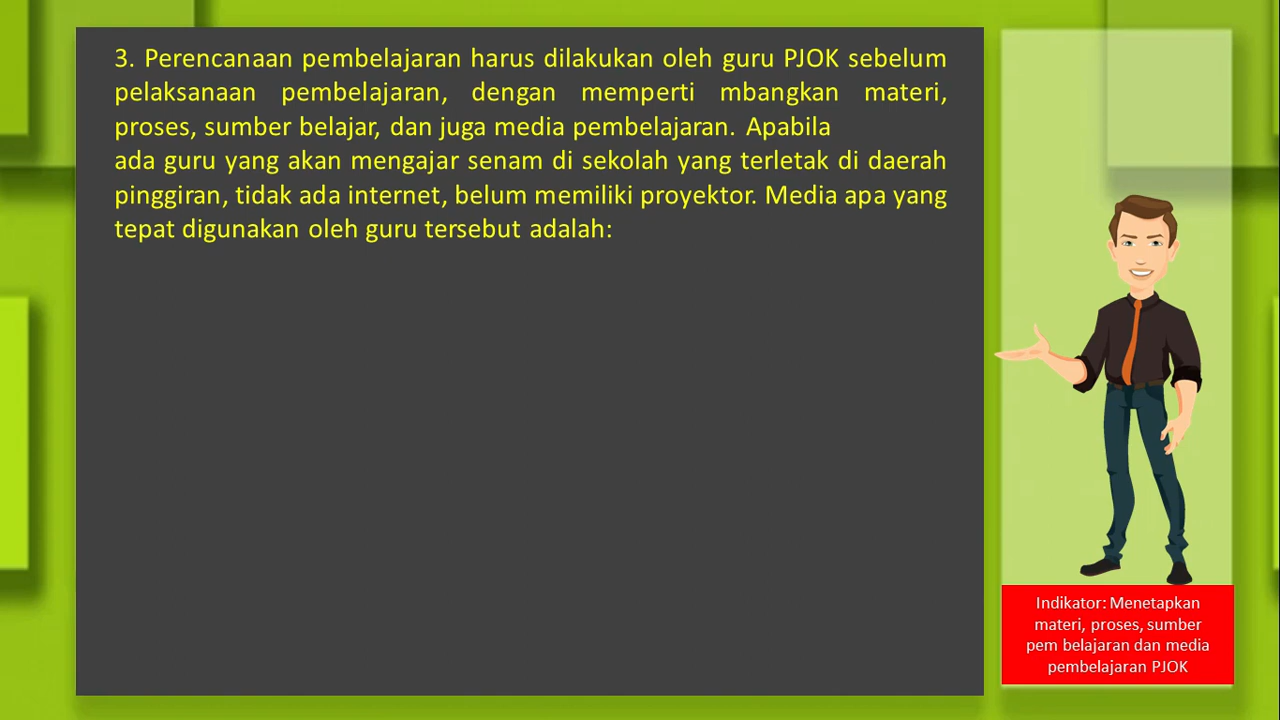 3. Perencanaan pembelajaran harus dilakukan oleh guru PJOK sebelum
pelaksanaan pembelajaran, dengan memperti mbangkan materi,
proses, sumber belajar, dan juga media pembelajaran. Apabila
ada guru yang akan mengajar senam di sekolah yang terletak di daerah
pinggiran, tidak ada internet, belum memiliki proyektor. Media apa yang
tepat digunakan oleh guru tersebut adalah:
Indikator: Menetapkan
materi, proses, sumber
pem belajaran dan media
pembelajaran PJOK